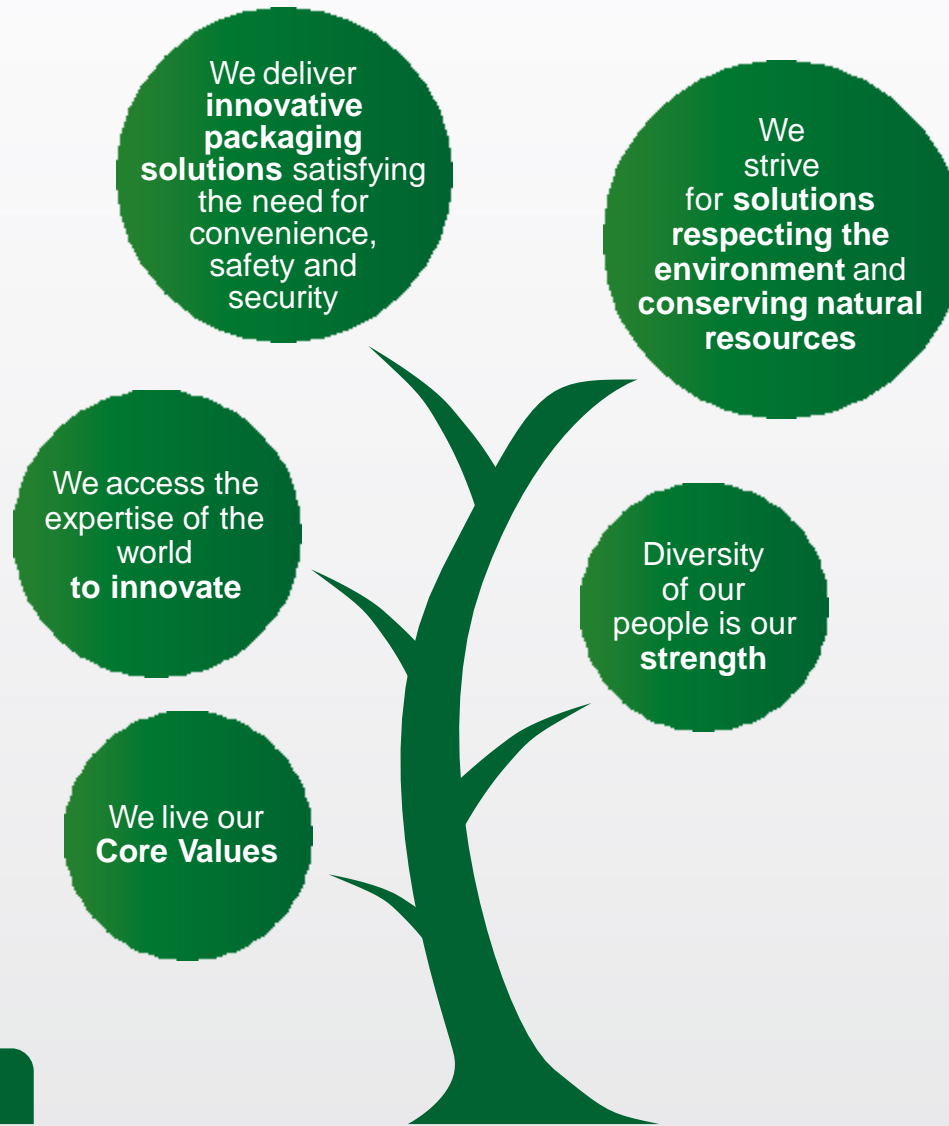 We deliver
innovative
packaging
solutions satisfying
the need for
convenience,
safety and
security
We
strive
for solutions
respecting the
environment and
conserving natural
resources
We access the
expertise of the
world
to innovate
Diversity
of our
people is our
strength
We live our
Core Values